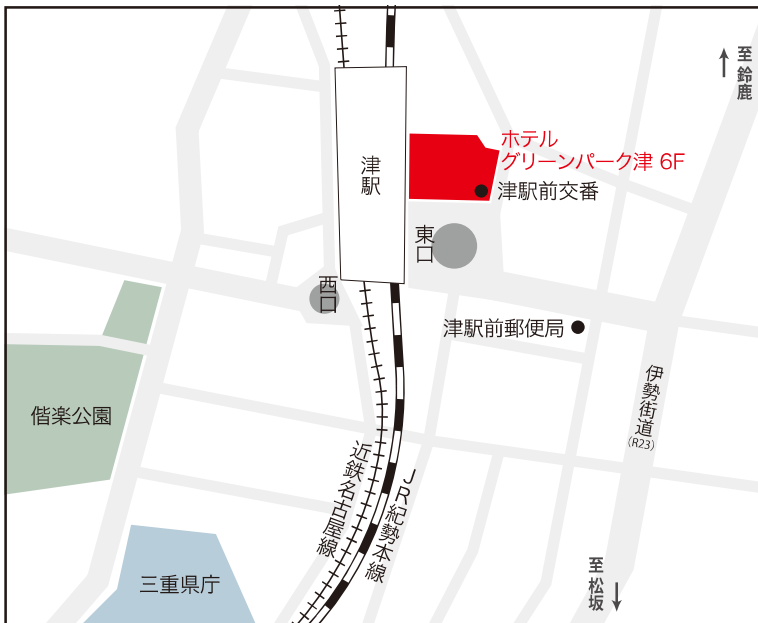 至鈴鹿
ホテル
グリーンパーク津 6F
津駅
津駅前交番
東口
西口
津駅前郵便局
伊勢街道
(R23)
偕楽公園
近鉄名古屋線
JR紀勢本線
三重県庁
至松坂